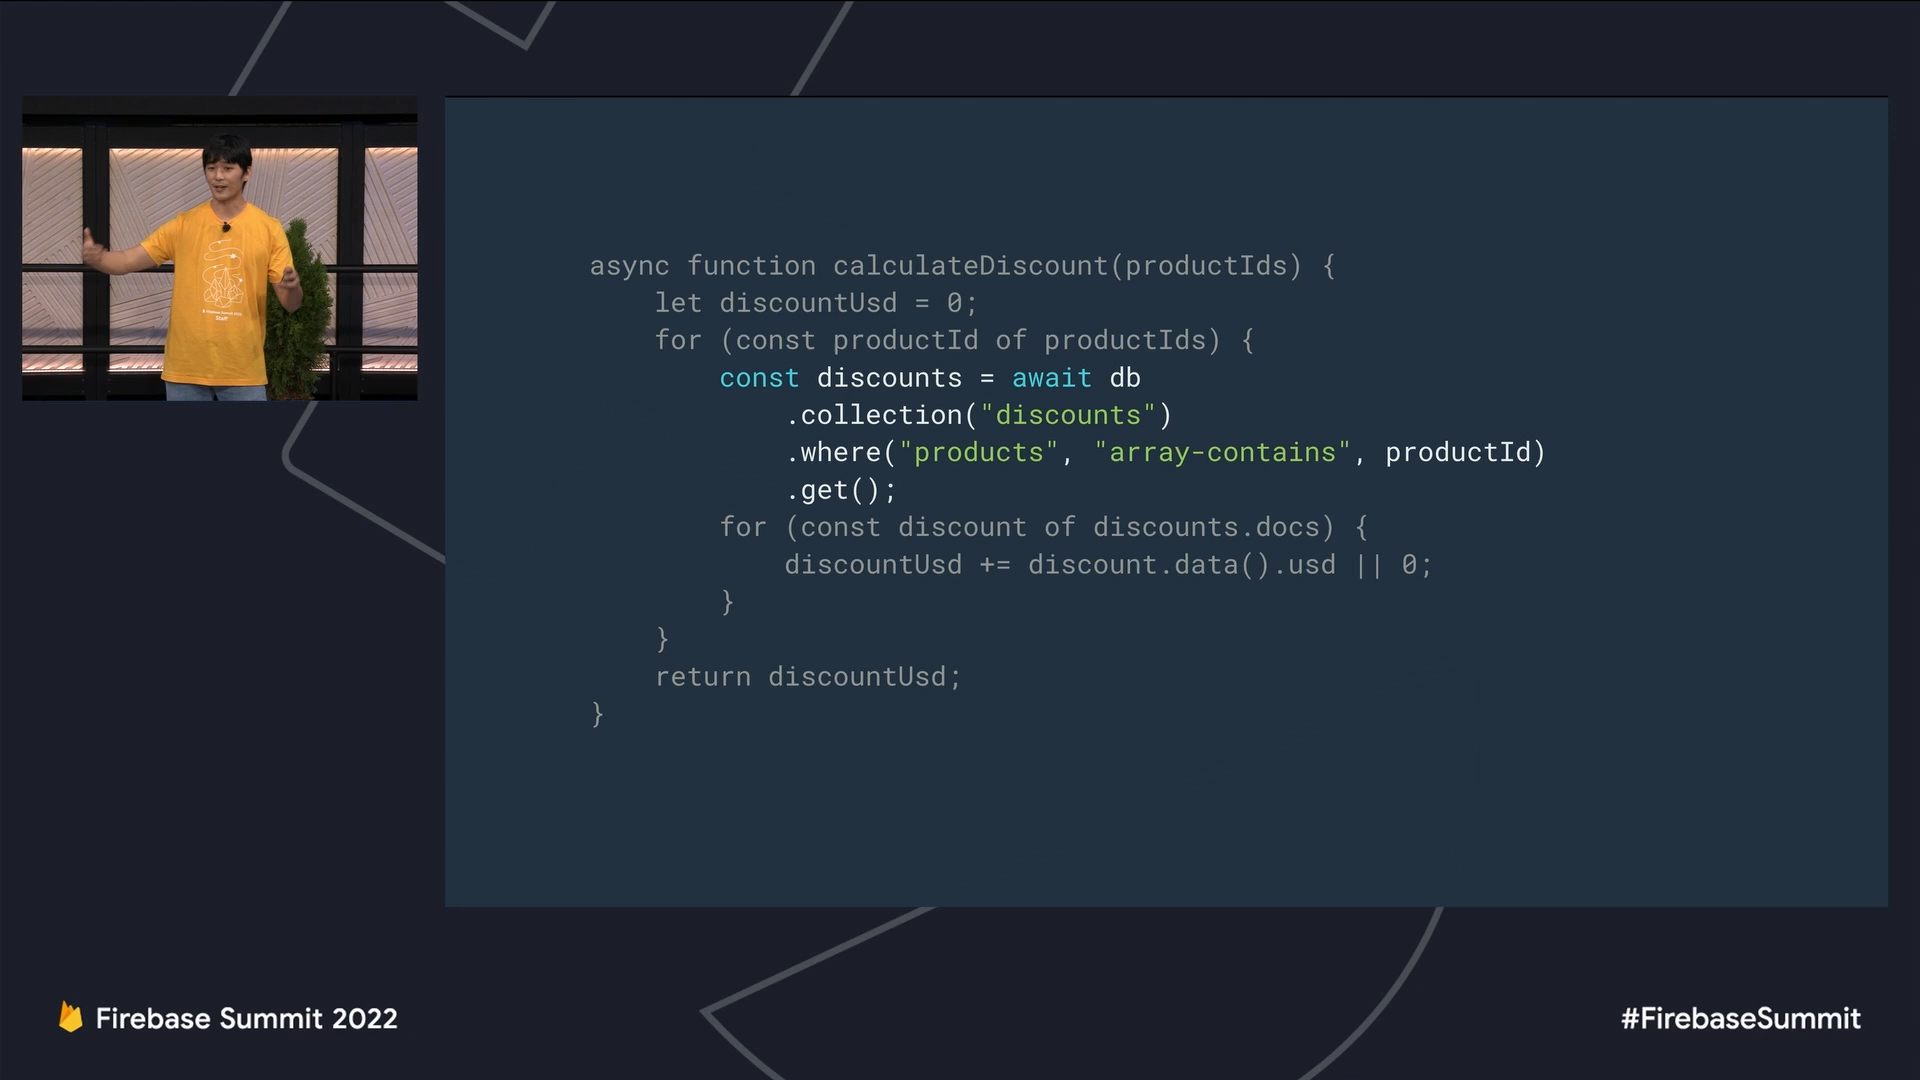 async function calculateDiscount(productIds) {
    let discountUsd = 0;
    for (const productId of productIds) {
        const discounts = await db
            .collection("discounts")
            .where("products", "array-contains", productId)
            .get();
        for (const discount of discounts.docs) {
            discountUsd += discount.data().usd || 0;
        }
    }
    return discountUsd;
}
Staff
Firebase Summit 2022
#FirebaseSummit